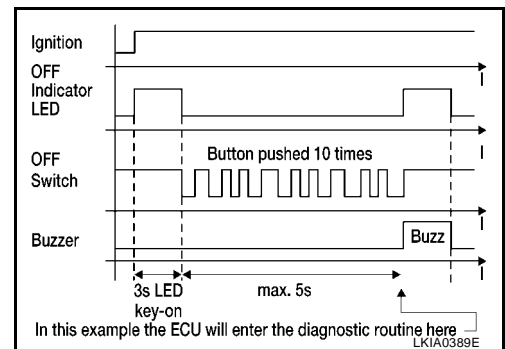 Ignition
OFF
Indicator
LED
OFF
Switch
Button pushed 10 times
Buzzer
Buzz
3s LED
key-on
max. 5s
In this example the ECU will enter the diagnostic routine here
LKIA0389E